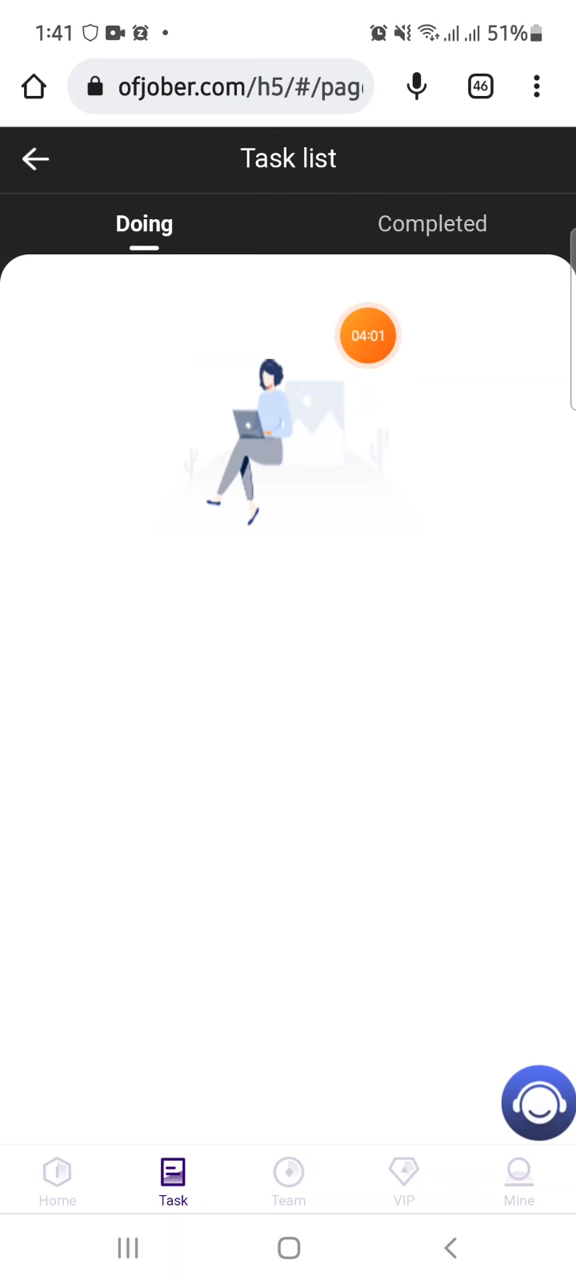 1:41
51%
ofjober.com/h5/#/pag
46
Task list
Doing
Completed
04:01
Home
Task
Team
VIP
Mine